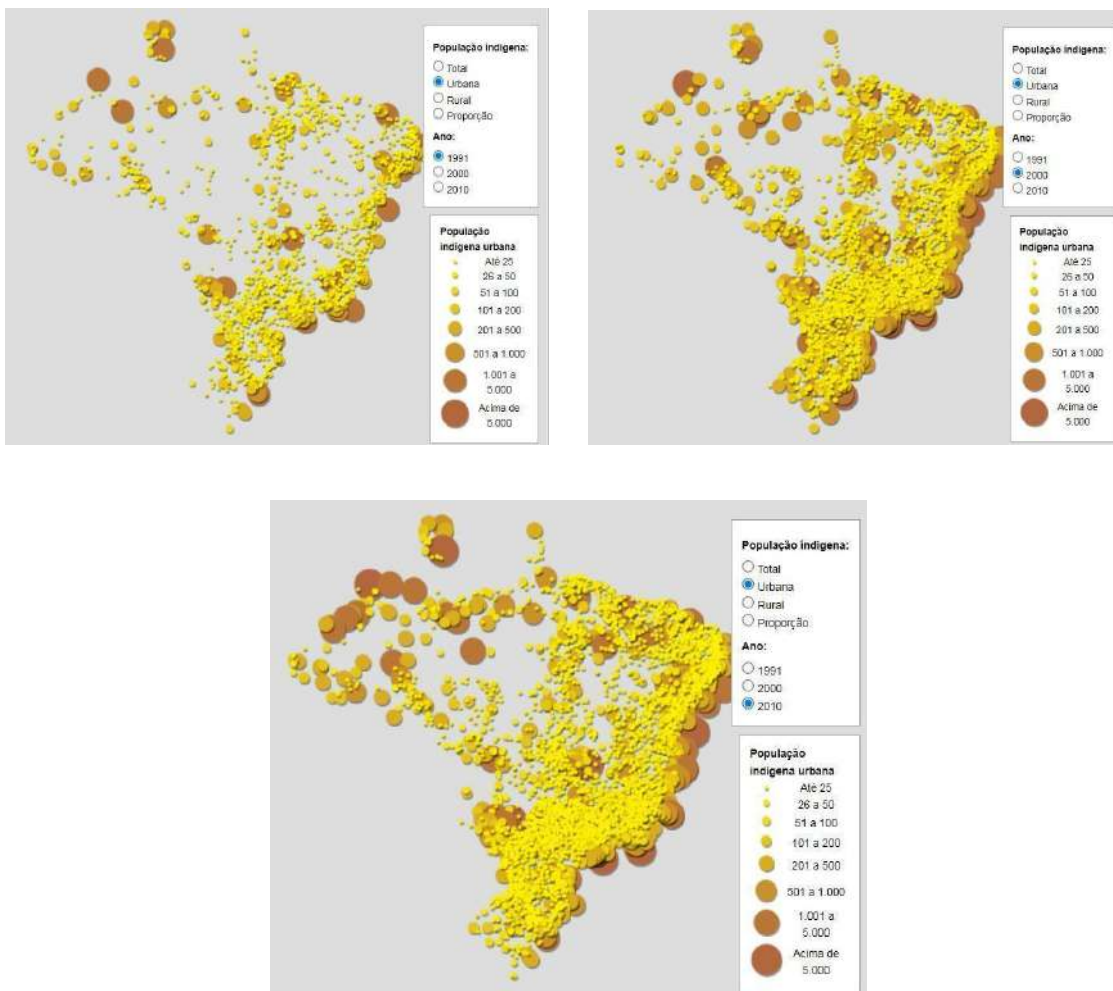 População indígena:
Total
Urbana
Rural
Proporção
Ano:
1991
2000
2010
População
indígena urbana
Até 25
26 a 50
51 a 100
101 a 200
201 a 500
501 a 1.000
1.001 a
5.000
Acima de
5.000
População indígena:
Total
Urbana
Rural
Proporção
Ano:
1991
2000
2010
População
indígena urbana
Até 25
26 a 50
51 a 100
101 a 200
201 a 500
501 a 1.000
1.001 a
5.000
Acima de
5.000
População indígena:
Total
Urbana
Rural
Proporção
Ano:
1991
2000
2010
População
indígena urbana
Até 25
26 a 50
51 a 100
101 a 200
201 a 500
501 a 1.000
1.001 a
5.000
Acima de
5.000